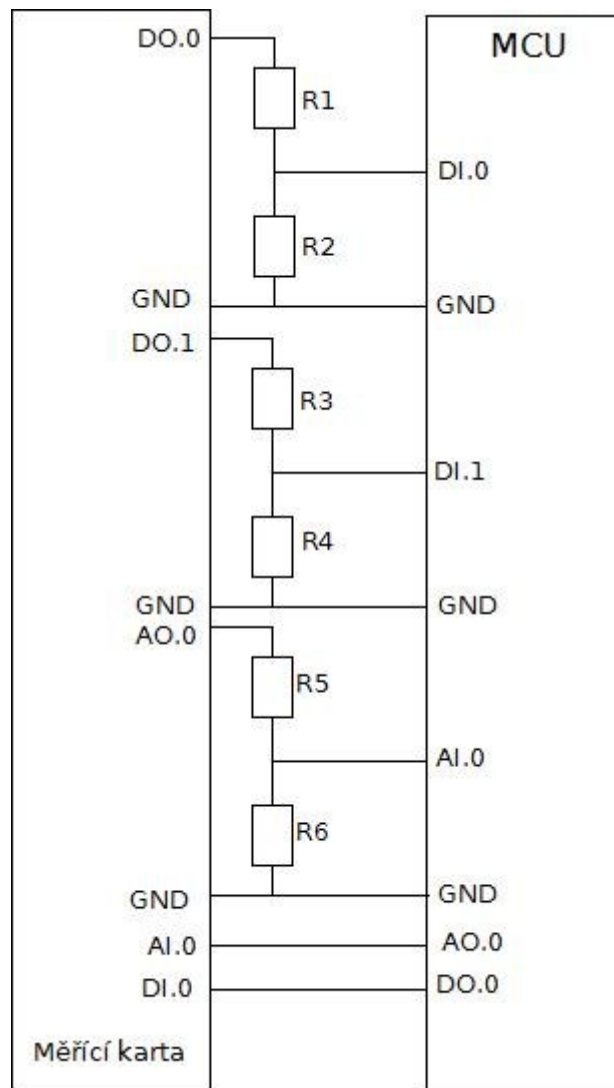 DO.0
MCU
R1
DI.0
R2
GND
GND
DO.1
R3
DI.1
R4
GND
GND
AO.0
R5
AI.0
R6
GND
GND
AI.0
AO.0
DI.0
DO.0
Měřící karta